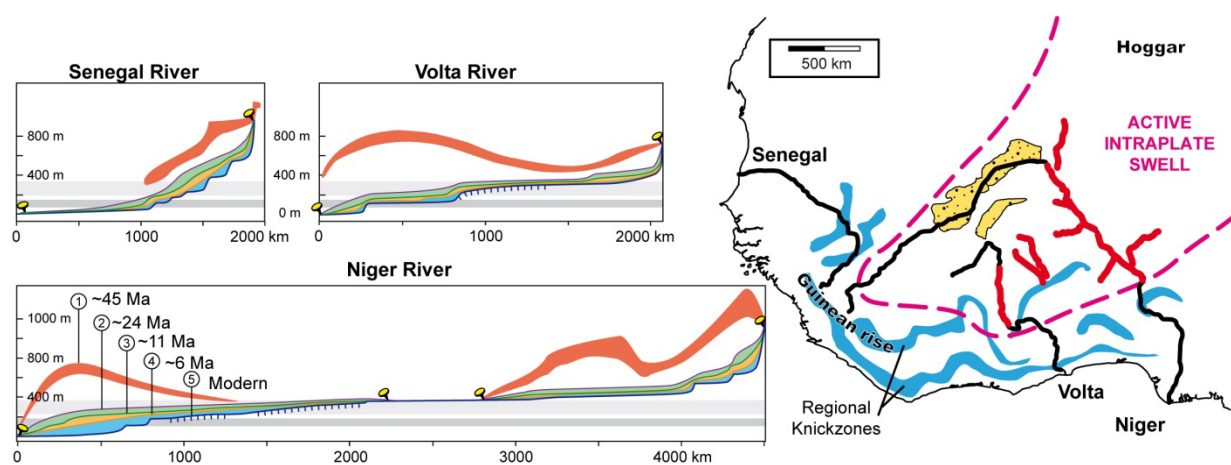 Senegal River
800 m
400 m
0
1000
2000 km
Volta River
800 m
400 m
0 m
0
1000
2000 km
Niger River
1000 m
800 m
400 m
1 ~45 Ma
2 ~24 Ma
3 ~11 Ma
4 ~6 Ma
5 Modern
0
1000
2000
3000
4000 km
500 km
Hoggar
ACTIVE
INTRAPLATE
SWELL
Senegal
Guinean rise
Regional
Knickzones
Volta
Niger